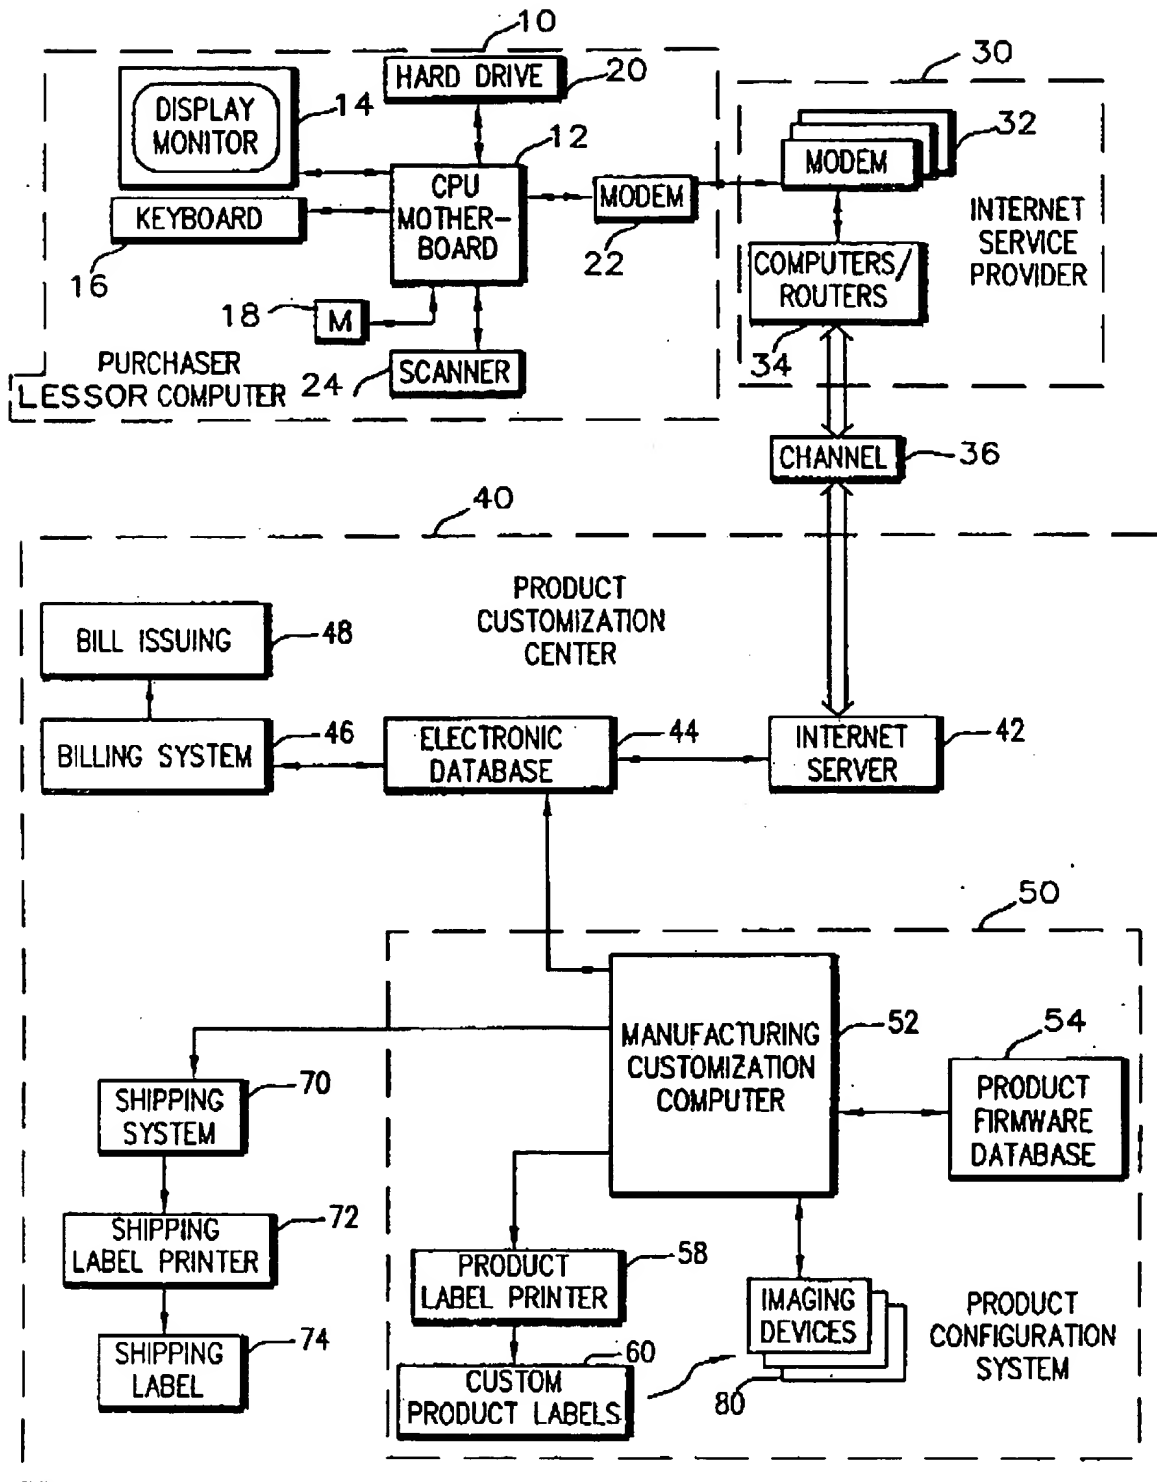 10
HARD DRIVE
20
30
DISPLAY
MONITOR
14
12
32
MODEM
CPU
MOTHER-
BOARD
MODEM
22
KEYBOARD
16
INTERNET
SERVICE
PROVIDER
COMPUTERS/
ROUTERS
34
18
M
PURCHASER
LESSOR COMPUTER
24
SCANNER
CHANNEL
36
40
PRODUCT
CUSTOMIZATION
CENTER
BILL ISSUING
48
BILLING SYSTEM
46
ELECTRONIC
DATABASE
44
INTERNET
SERVER
42
50
MANUFACTURING
CUSTOMIZATION
COMPUTER
52
54
PRODUCT
FIRMWARE
DATABASE
SHIPPING
SYSTEM
70
SHIPPING
LABEL PRINTER
72
PRODUCT
LABEL PRINTER
58
IMAGING
DEVICES
80
PRODUCT
CONFIGURATION
SYSTEM
SHIPPING
LABEL
74
60
CUSTOM
PRODUCT LABELS